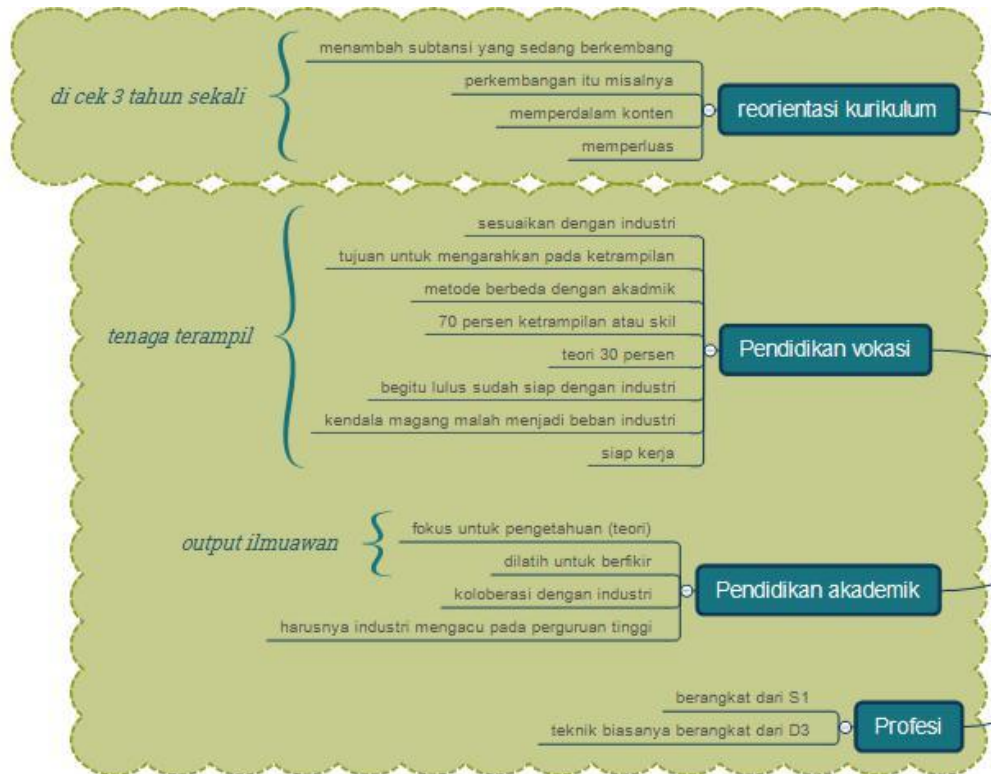 menambah subtansi yang sedang berkembang
perkembangan itu misalnya
memperdalam konten
memperluas
di cek 3 tahun sekali
reorientasi kurikulum
sesuaikan dengan industri
tujuan untuk mengarahkan pada ketrampilan
metode berbeda dengan akadmik
70 persen ketrampilan atau skil
teori 30 persen
begitu lulus sudah siap dengan industri
kendala magang malah menjadi beban industri
siap kerja
tenaga terampil
Pendidikan vokasi
fokus untuk pengetahuan (teori)
dilatih untuk berfikir
koloberasi dengan industri
harusnya industri mengacu pada perguruan tinggi
output ilmuawan
Pendidikan akademik
berangkat dari S1
teknik biasanya berangkat dari D3
Profesi